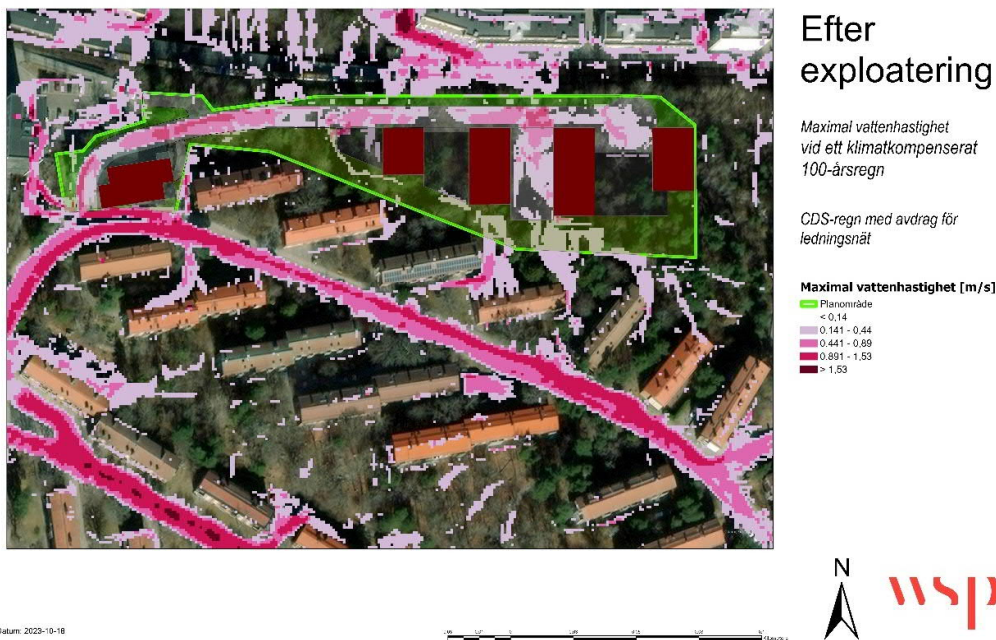 Efter
exploatering
Maximal vattenhastighet
vid ett klimatkompenserat
100-årsregn
CDS-regn med avdrag för
ledningsnät
Maximal vattenhastighet [m/s]
Planområde
< 0,14
0.141 - 0,44
0.441 - 0,89
0.891 - 1,53
> 1,53
N
wsp
Datum: 2023-10-18